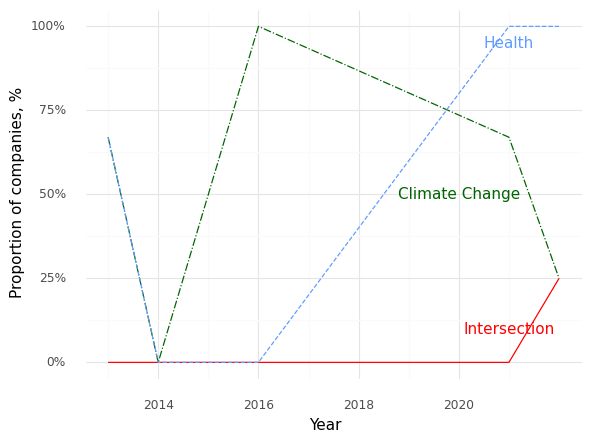 100%
75%
50%
25%
0%
Proportion of companies, %
Health
Climate Change
Intersection
2014 2016 2018 2020
Year